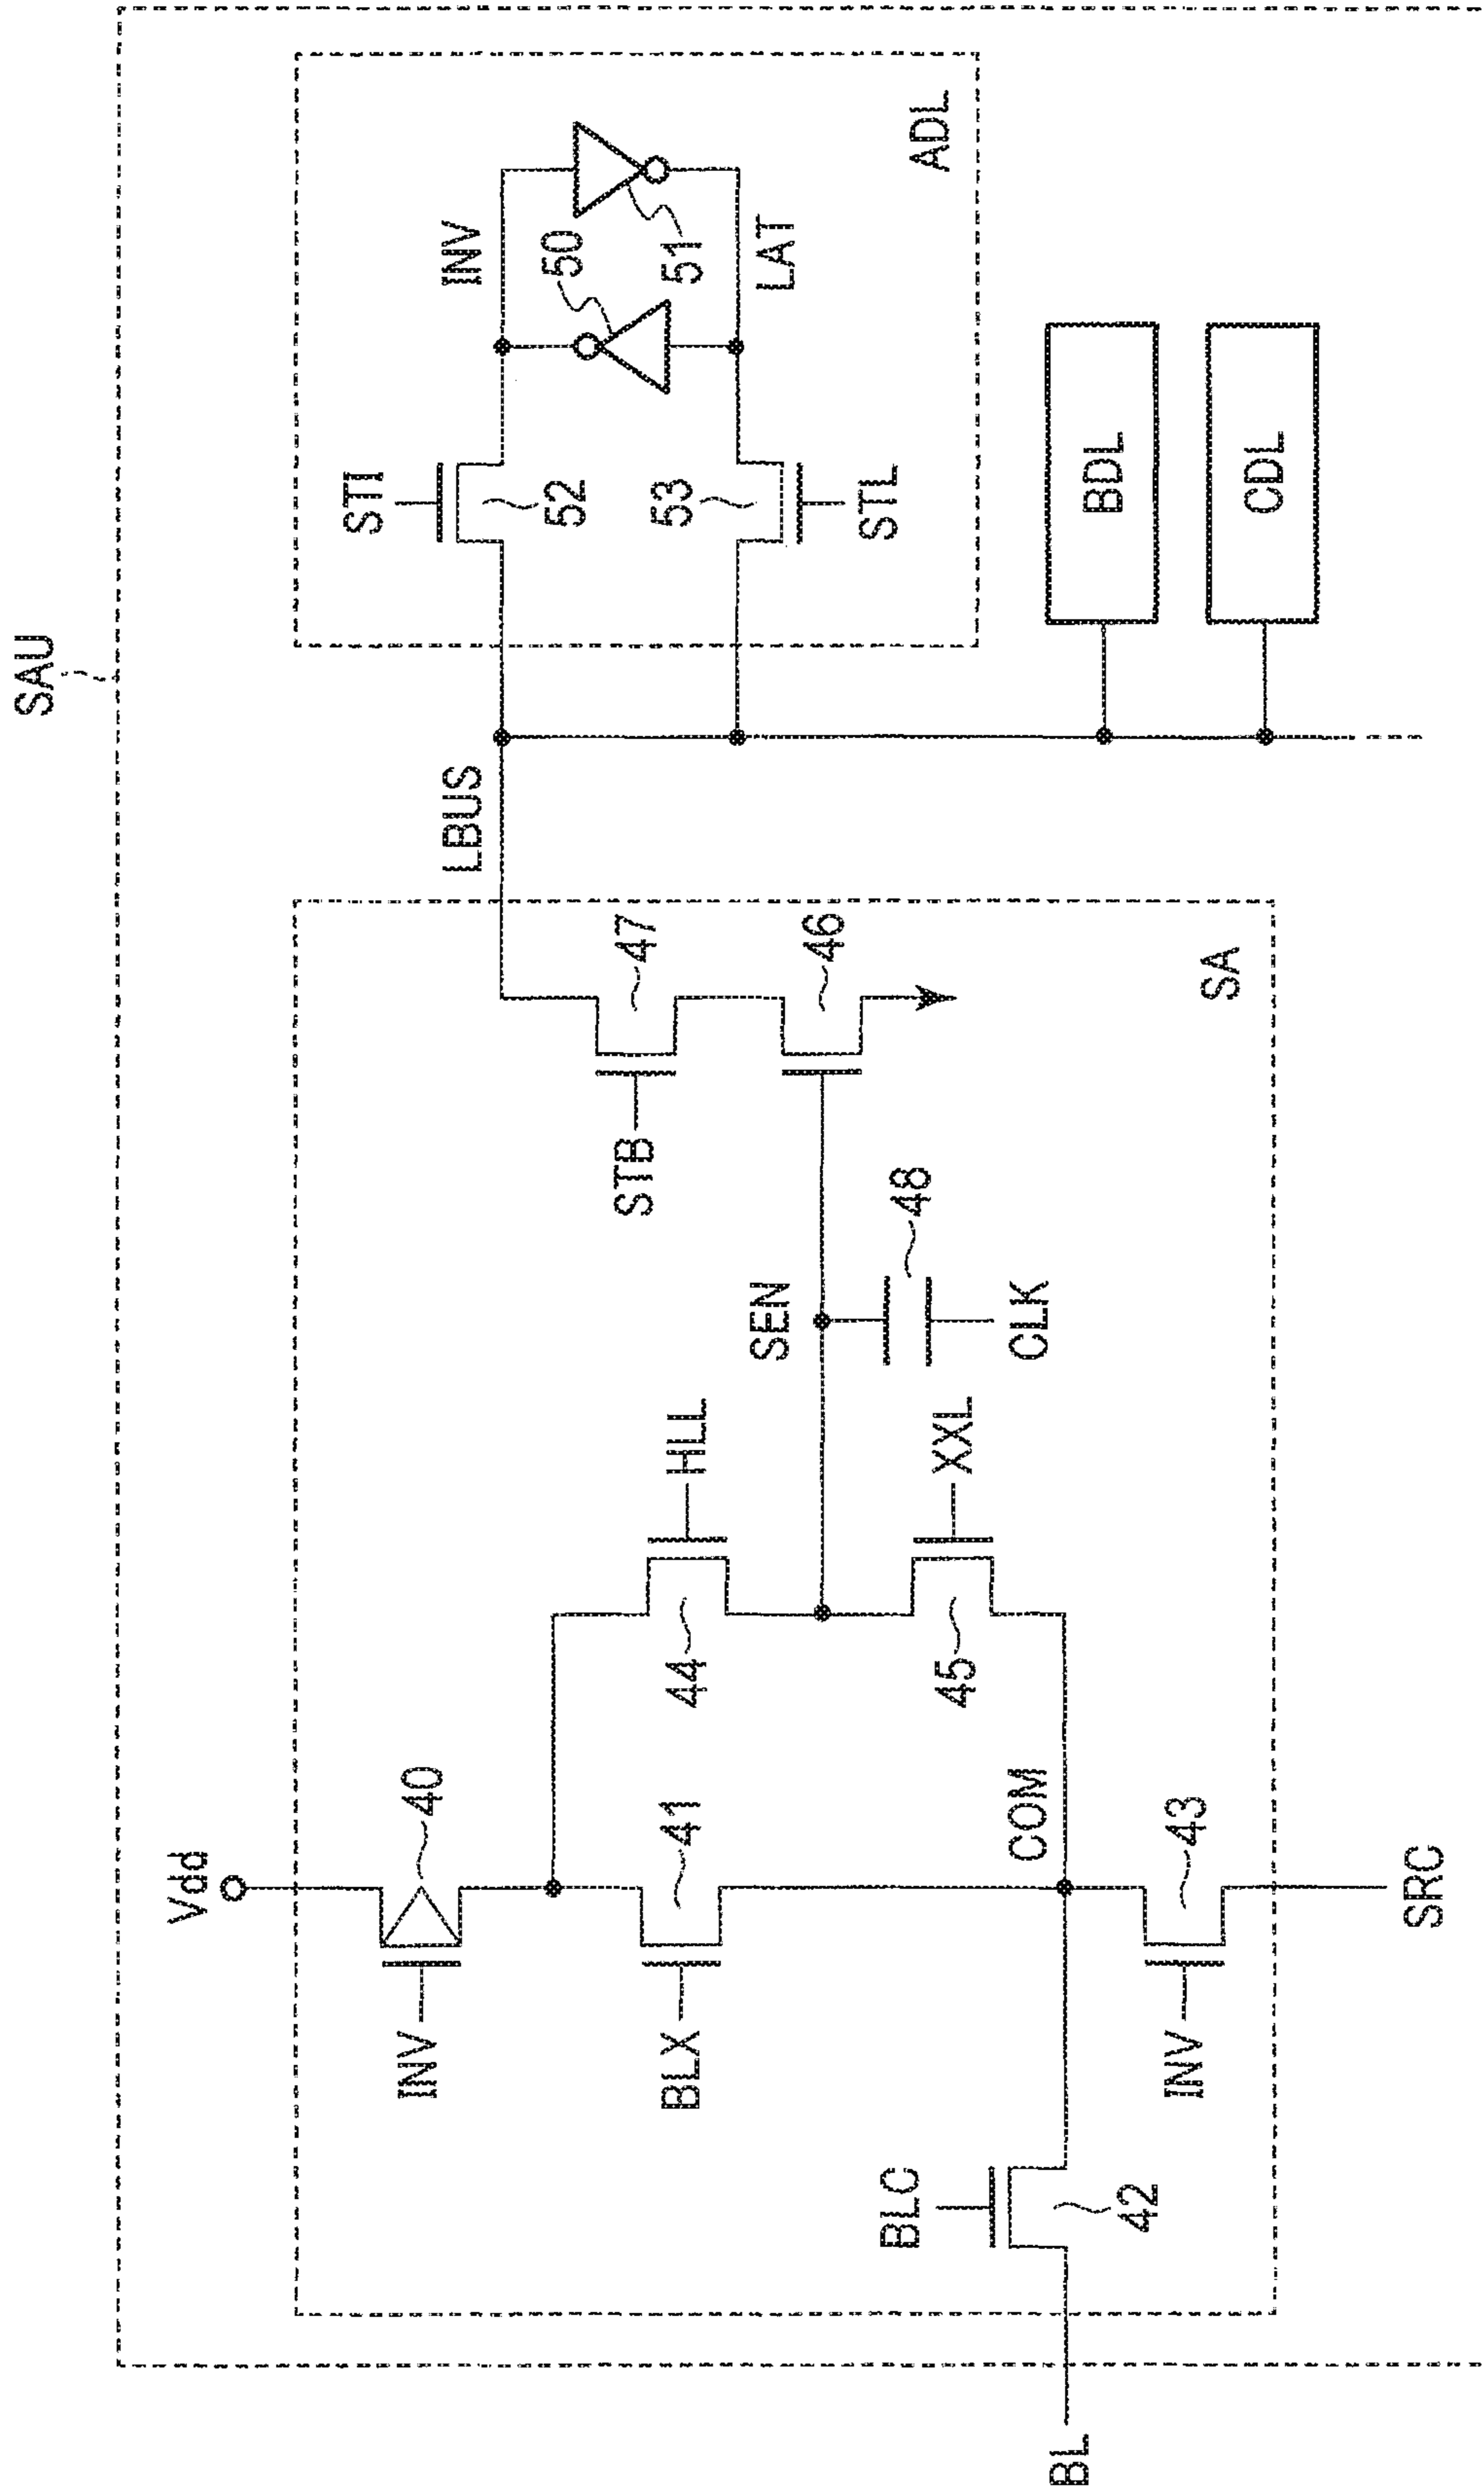 SAU
Vdd
INV
40
BLX
41
HLL
44
SEN
XXL
45
COM
BLC
42
BL
INV
43
SRC
48
CLK
STB
47
46
SA
LBUS
STI
52
INV
50
51
LAT
53
STL
ADL
BDL
CDL